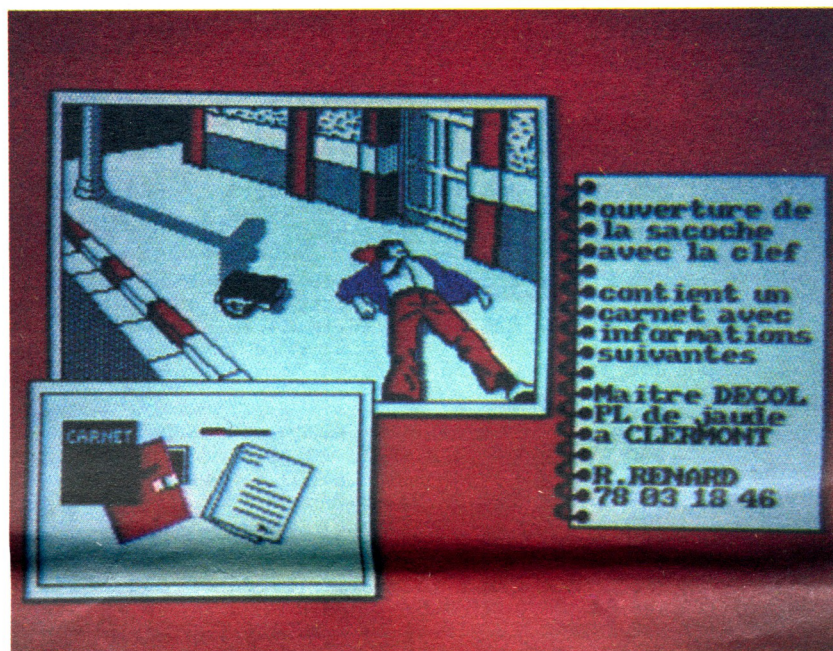 ouverture de
la sacoche
avec la clef
contient un
carnet avec
informations
suivantes
Maitre DECOL
PL de jaude
a CLERMONT
R.RENARD
78 03 18 46
CARNET